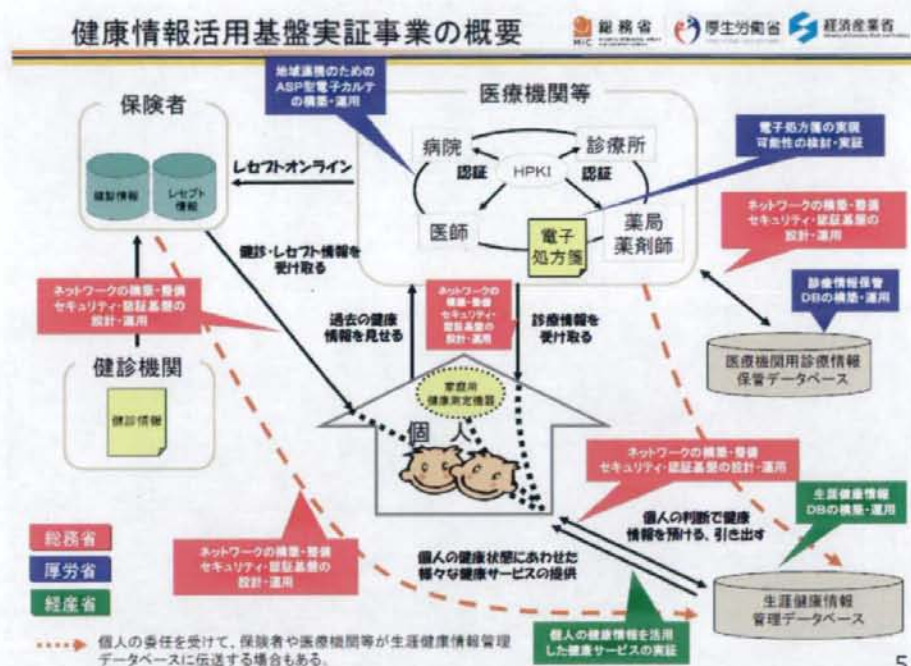 健康情報活用基盤実証事業の概要
総務省
MIC
厚生労働省
経済産業省
地域連携のための
ASP型電子カルテ
の構築・運用
保険者
医療機関等
電子処方箋の実現
可能性の検討・実証
病院
診療所
認証
HPKI
認証
レセプトオンライン
健診情報
レセプト
情報
医師
電子
処方箋
薬局
薬剤師
ネットワークの構築・整備
セキュリティ・認証基盤の
設計・運用
健診・レセプト情報を
受け取る
ネットワークの構築・整備
セキュリティ・認証基盤の
設計・運用
過去の健康
情報を見せる
ネットワーク
の構築・整備
セキュリティ・
認証基盤の
設計・運用
診療情報を
受け取る
診療情報保管
DBの構築・運用
医療機関用診療情報
保管データベース
健診機関
健診情報
家庭用
健康測定機器
個人
ネットワークの構築・整備
セキュリティ・認証基盤の設計・運用
生涯健康情報
DBの構築・運用
個人の判断で健康
情報を預ける、引き出す
総務省
厚労省
経産省
ネットワークの構築・整備
セキュリティ・認証基盤の
設計・運用
個人の健康状態にあわせた
様々な健康サービスの提供
生涯健康情報
管理データベース
個人の健康情報を活用
した健康サービスの実証
個人の委任を受けて、保険者や医療機関等が生涯健康情報管理
データベースに伝送する場合もある。
5